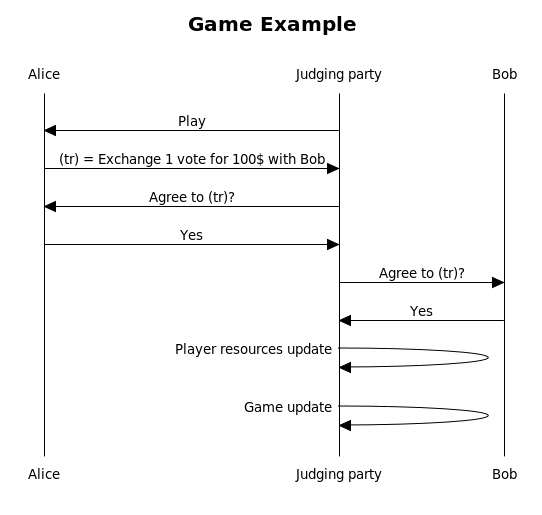 Game Example
Alice
Judging party
Bob
Play
(tr) = Exchange 1 vote for 100$ with Bob
Agree to (tr)?
Yes
Agree to (tr)?
Yes
Player resources update
Game update
Alice
Judging party
Bob